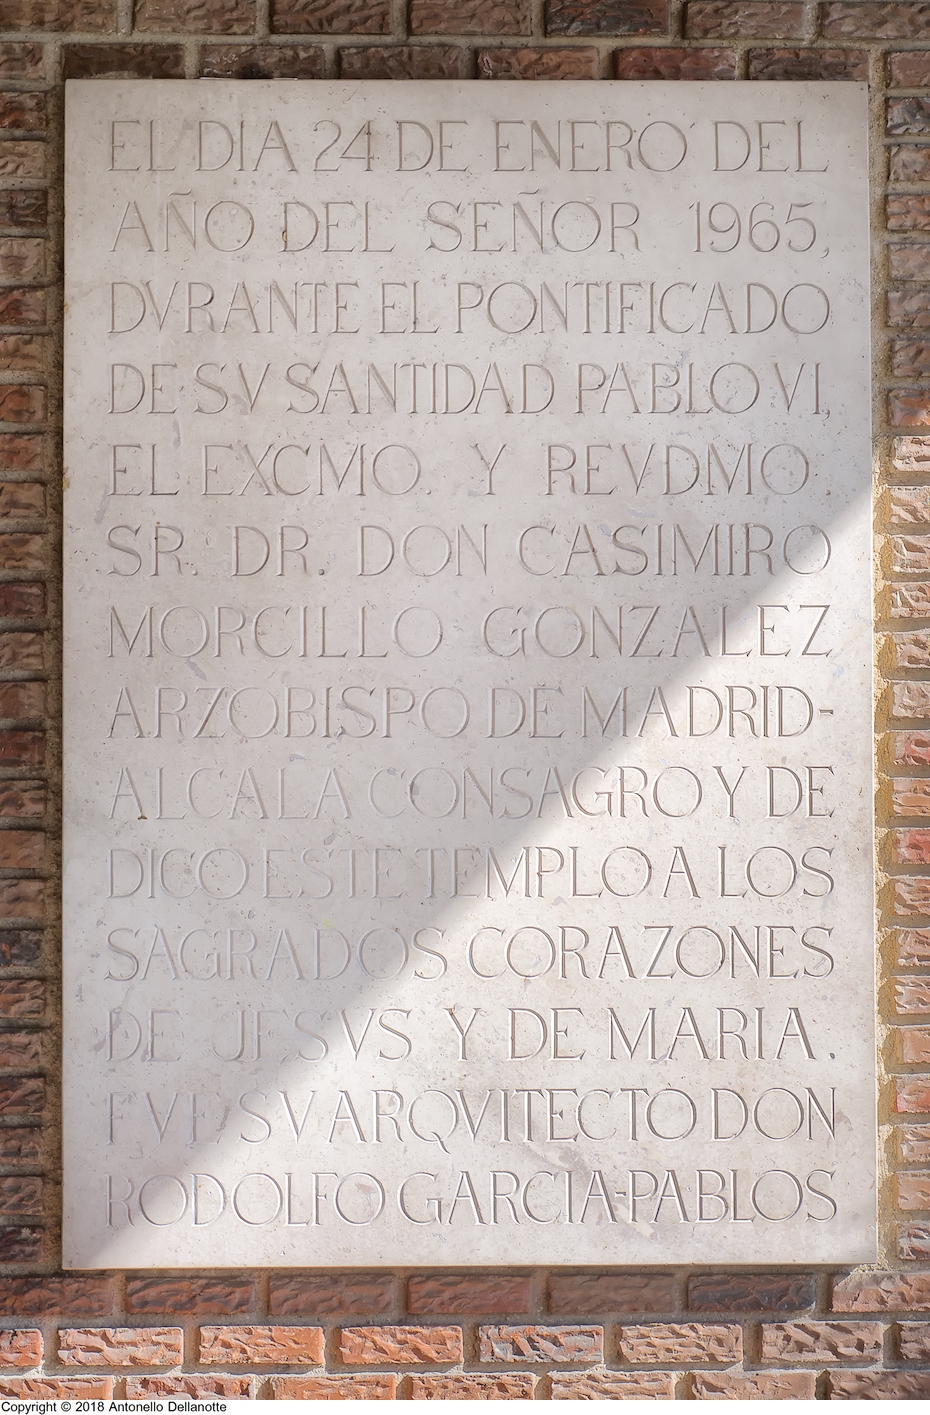 EL DIA 24 DE ENERO DEL
AÑO DEL SEÑOR 1965,
DVRANTE EL PONTIFICADO
DE SV SANTIDAD PABLO VI,
EL EXCMO. Y REVDMO.
SR. DR. DON CASIMIRO
MORCILLO GONZALEZ
ARZOBISPO DE MADRID-
ALCALA CONSAGRO Y DE
DICO ESTE TEMPLO A LOS
SAGRADOS CORAZONES
DE JESVS Y DE MARIA.
FVE SV ARQVITECTO DON
RODOLFO GARCIA-PABLOS
Copyright © 2018 Antonello Dellanotte